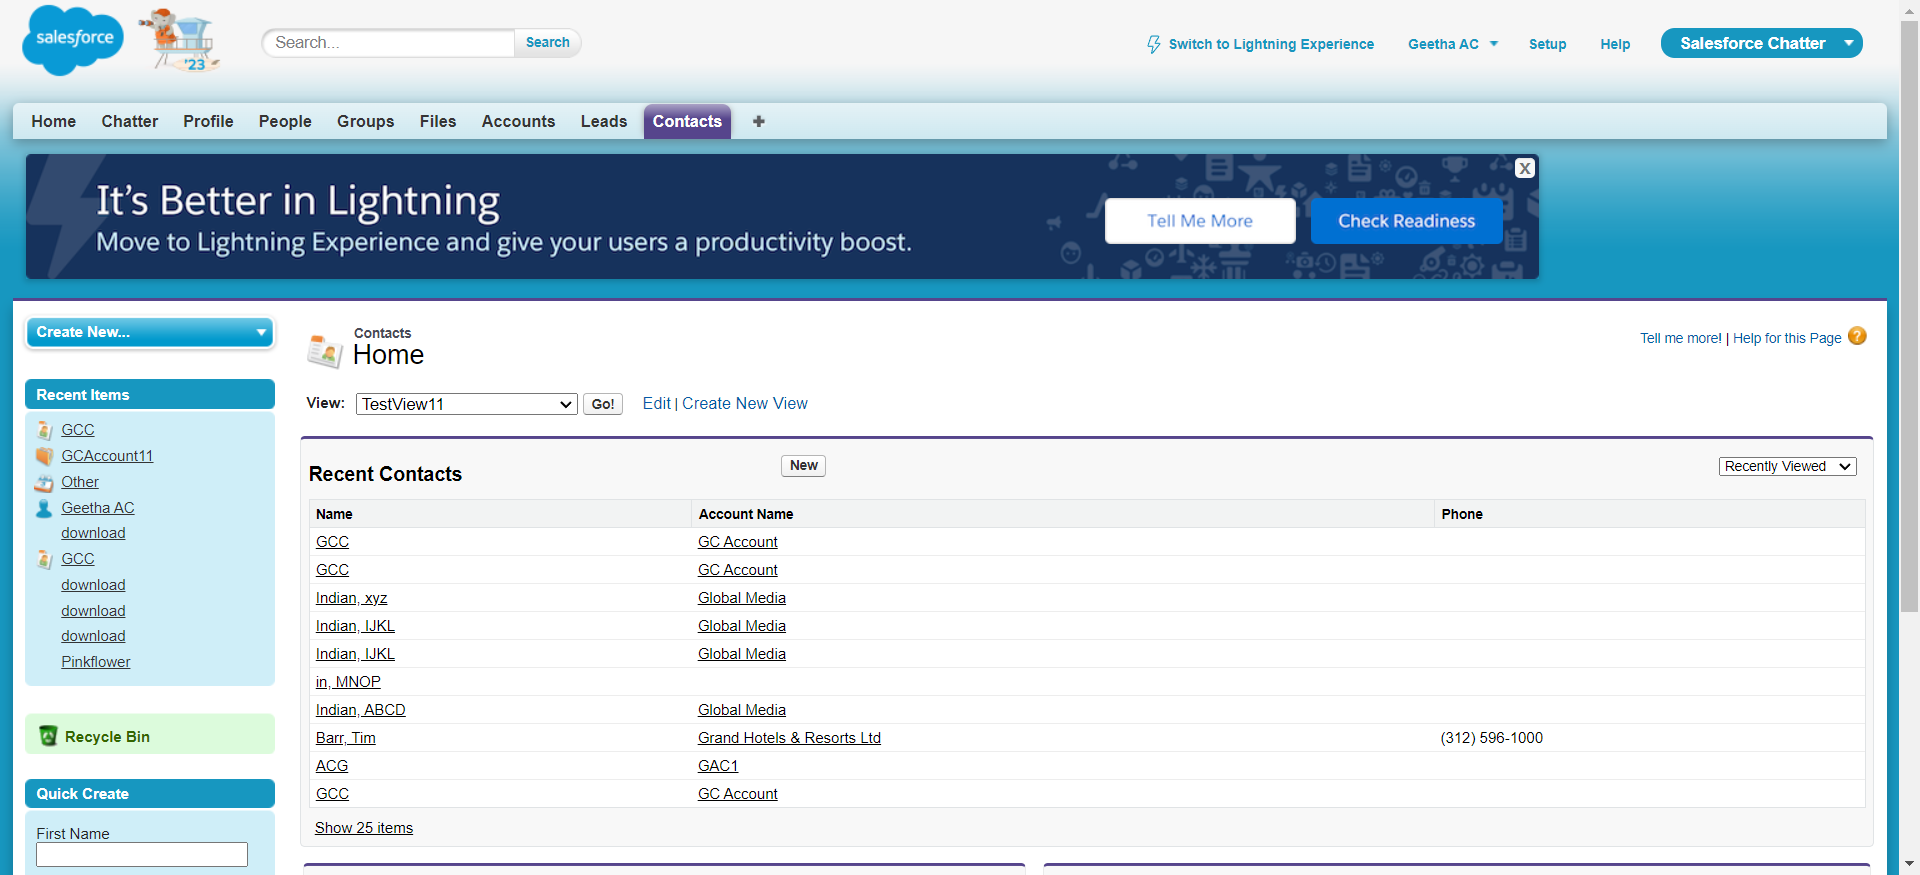 salesforce
'23
Search...
Search
Switch to Lightning Experience
Geetha AC
Setup
Help
Salesforce Chatter
Home
Chatter
Profile
People
Groups
Files
Accounts
Leads
Contacts
+
It's Better in Lightning
Move to Lightning Experience and give your users a productivity boost.
Tell Me More
Check Readiness
X
Create New...
Recent Items
GCC
GCAccount11
Other
Geetha AC
download
GCC
download
download
download
Pinkflower
Recycle Bin
Quick Create
First Name
Contacts
Home
Tell me more! | Help for this Page ?
View: TestView11 Go! Edit | Create New View
Recent Contacts New Recently Viewed
Name Account Name Phone
GCC GC Account
GCC GC Account
Indian, xyz Global Media
Indian, IJKL Global Media
Indian, IJKL Global Media
in, MNOP
Indian, ABCD Global Media
Barr, Tim Grand Hotels & Resorts Ltd (312) 596-1000
ACG GAC1
GCC GC Account
Show 25 items